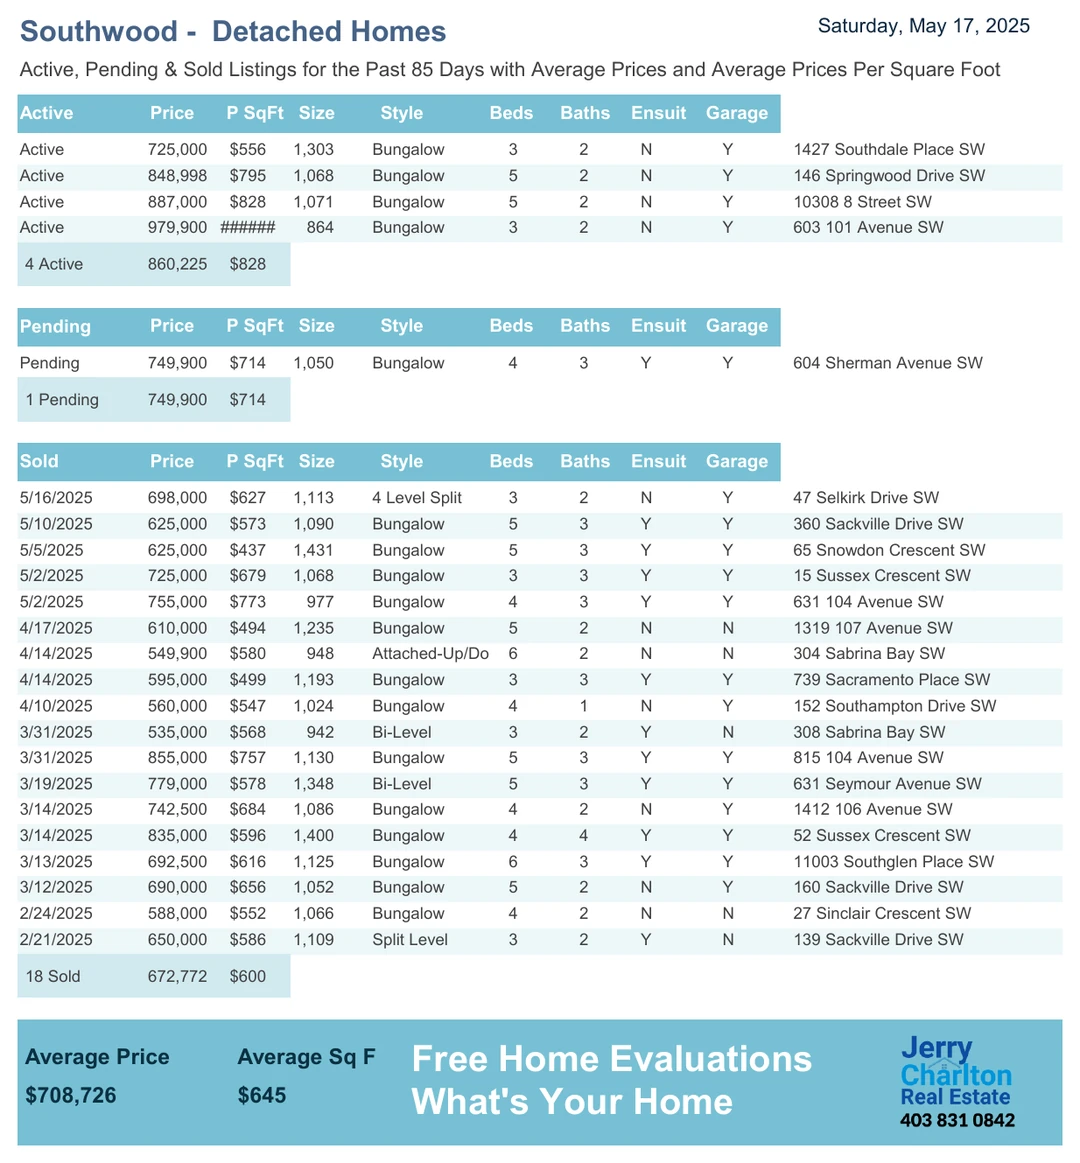 Southwood - Detached Homes
Saturday, May 17, 2025
Active, Pending & Sold Listings for the Past 85 Days with Average Prices and Average Prices Per Square Foot
Active Price P SqFt Size Style Beds Baths Ensuit Garage
Active 725,000 $556 1,303 Bungalow 3 2 N Y 1427 Southdale Place SW
Active 848,998 $795 1,068 Bungalow 5 2 N Y 146 Springwood Drive SW
Active 887,000 $828 1,071 Bungalow 5 2 N Y 10308 8 Street SW
Active 979,900 ###### 864 Bungalow 3 2 N Y 603 101 Avenue SW
4 Active 860,225 $828
Pending Price P SqFt Size Style Beds Baths Ensuit Garage
Pending 749,900 $714 1,050 Bungalow 4 3 Y Y 604 Sherman Avenue SW
1 Pending 749,900 $714
Sold Price P SqFt Size Style Beds Baths Ensuit Garage
5/16/2025 698,000 $627 1,113 4 Level Split 3 2 N Y 47 Selkirk Drive SW
5/10/2025 625,000 $573 1,090 Bungalow 5 3 Y Y 360 Sackville Drive SW
5/5/2025 625,000 $437 1,431 Bungalow 5 3 Y Y 65 Snowdon Crescent SW
5/2/2025 725,000 $679 1,068 Bungalow 3 3 Y Y 15 Sussex Crescent SW
5/2/2025 755,000 $773 977 Bungalow 4 3 Y Y 631 104 Avenue SW
4/17/2025 610,000 $494 1,235 Bungalow 5 2 N N 1319 107 Avenue SW
4/14/2025 549,900 $580 948 Attached-Up/Do 6 2 N N 304 Sabrina Bay SW
4/14/2025 595,000 $499 1,193 Bungalow 3 3 Y Y 739 Sacramento Place SW
4/10/2025 560,000 $547 1,024 Bungalow 4 1 N Y 152 Southampton Drive SW
3/31/2025 535,000 $568 942 Bi-Level 3 2 Y N 308 Sabrina Bay SW
3/31/2025 855,000 $757 1,130 Bungalow 5 3 Y Y 815 104 Avenue SW
3/19/2025 779,000 $578 1,348 Bi-Level 5 3 Y Y 631 Seymour Avenue SW
3/14/2025 742,500 $684 1,086 Bungalow 4 2 N Y 1412 106 Avenue SW
3/14/2025 835,000 $596 1,400 Bungalow 4 4 Y Y 52 Sussex Crescent SW
3/13/2025 692,500 $616 1,125 Bungalow 6 3 Y Y 11003 Southglen Place SW
3/12/2025 690,000 $656 1,052 Bungalow 5 2 N Y 160 Sackville Drive SW
2/24/2025 588,000 $552 1,066 Bungalow 4 2 N N 27 Sinclair Crescent SW
2/21/2025 650,000 $586 1,109 Split Level 3 2 Y N 139 Sackville Drive SW
18 Sold 672,772 $600
Average Price Average Sq F
$708,726 $645
Free Home Evaluations
What's Your Home
Jerry
Charlton
Real Estate
403 831 0842